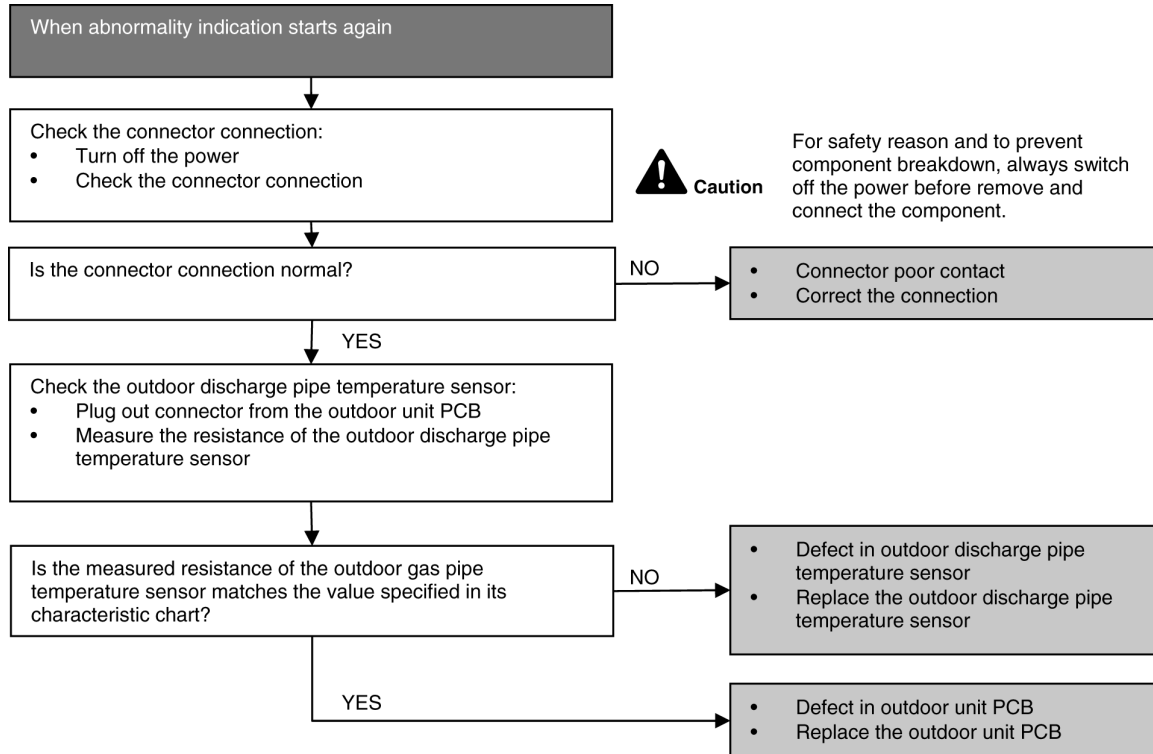 When abnormality indication starts again
Check the connector connection:
• Turn off the power
• Check the connector connection
Caution
For safety reason and to prevent
component breakdown, always switch
off the power before remove and
connect the component.
Is the connector connection normal?
NO
• Connector poor contact
• Correct the connection
YES
Check the outdoor discharge pipe temperature sensor:
• Plug out connector from the outdoor unit PCB
• Measure the resistance of the outdoor discharge pipe
temperature sensor
Is the measured resistance of the outdoor gas pipe
temperature sensor matches the value specified in its
characteristic chart?
NO
• Defect in outdoor discharge pipe
temperature sensor
• Replace the outdoor discharge pipe
temperature sensor
YES
• Defect in outdoor unit PCB
• Replace the outdoor unit PCB